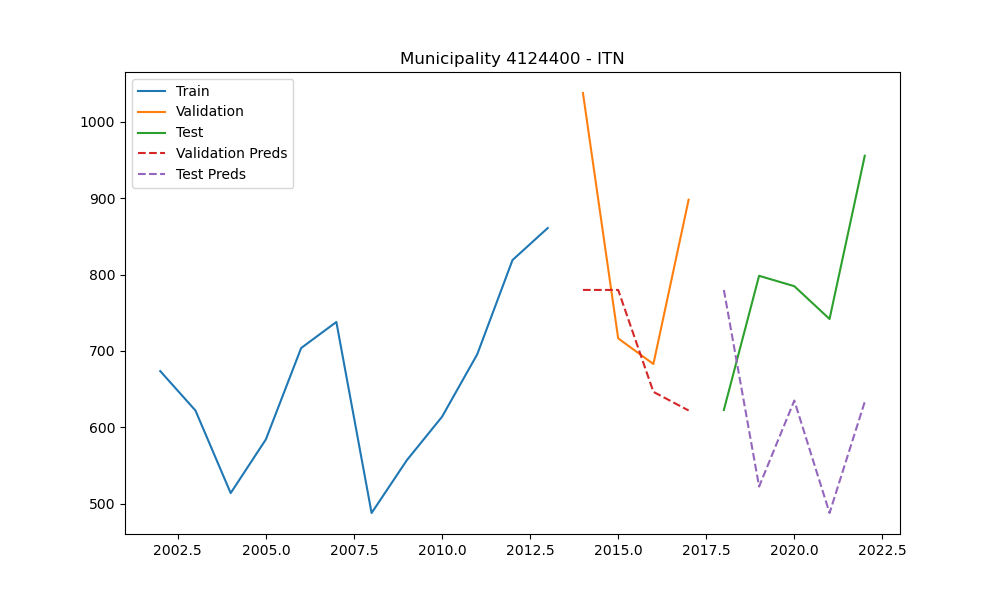 Municipality 4124400 - ITN
Train
Validation
Test
Validation Preds
Test Preds
1000
900
800
700
600
500
2002.5 2005.0 2007.5 2010.0 2012.5 2015.0 2017.5 2020.0 2022.5